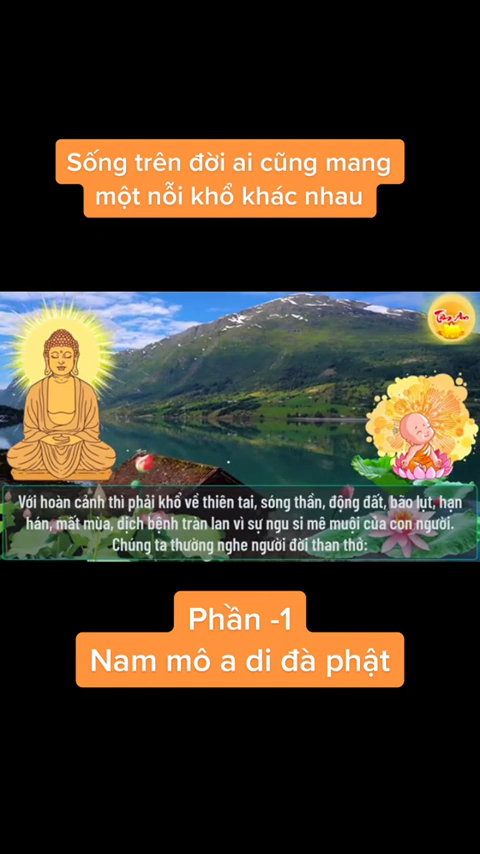 Sống trên đời ai cũng mang
một nỗi khổ khác nhau
Tâm An
Với hoàn cảnh thì phải khổ về thiên tai, sóng thần, động đất, bão lụt, hạn
hán, mất mùa, dịch bệnh tràn lan vì sự ngu si mê muội của con người.
Chúng ta thường nghe người đời than thở:
Phần -1
Nam mô a di đà phật